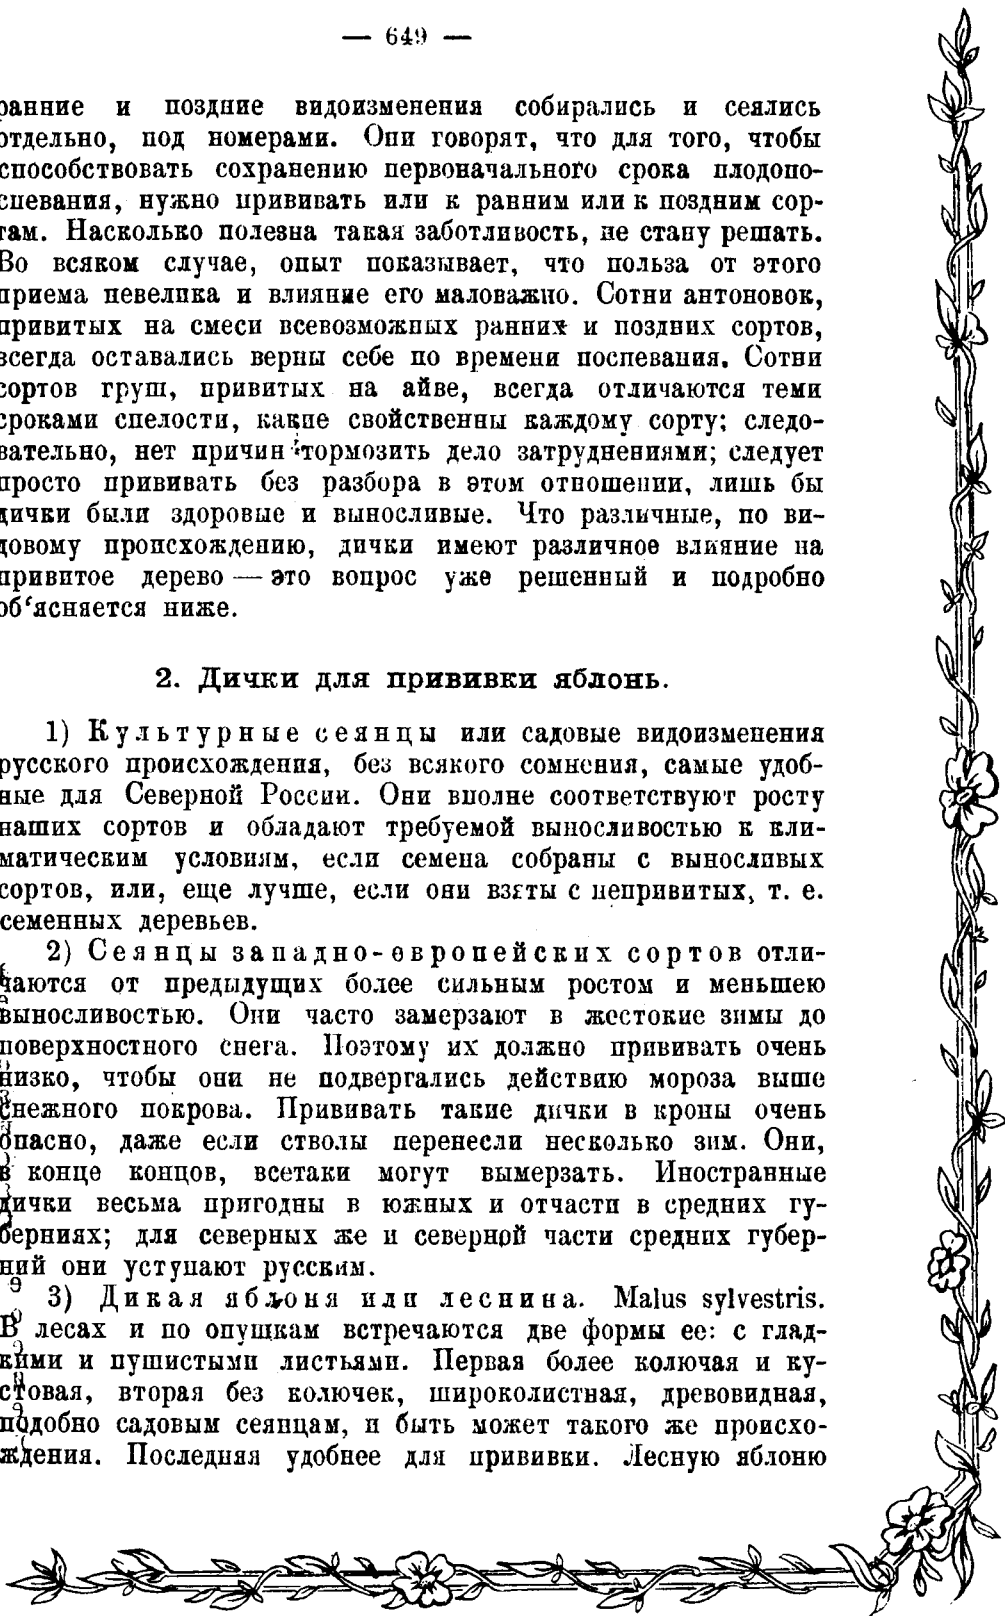 — 649 —
ранние и поздние видоизменения собирались и сеялись
отдельно, под номерами. Они говорят, что для того, чтобы
способствовать сохранению первоначального срока плодопо-
спевания, нужно прививать или к ранним или к поздним сор-
там. Насколько полезна такая заботливость, не стану решать.
Во всяком случае, опыт показывает, что польза от этого
приема невелика и влияние его маловажно. Сотни антоновок,
привитых на смеси всевозможных ранних и поздних сортов,
всегда оставались верны себе по времени поспевания. Сотни
сортов груш, привитых на айве, всегда отличаются теми
сроками спелости, какие свойственны каждому сорту; следо-
вательно, нет причин тормозить дело затруднениями; следует
просто прививать без разбора в этом отношении, лишь бы
дички были здоровые и выносливые. Что различные, по ви-
довому происхождению, дички имеют различное влияние на
привитое дерево — это вопрос уже решенный и подробно
об‘ясняется ниже.
2. Дички для прививки яблонь.
1) Культурные сеянцы или садовые видоизменения
русского происхождения, без всякого сомнения, самые удоб-
ные для Северной России. Они вполне соответствуют росту
наших сортов и обладают требуемой выносливостью к кли-
матическим условиям, если семена собраны с выносливых
сортов, или, еще лучше, если они взяты с непривитых, т. е.
семенных деревьев.
2) Сеянцы западно-европейских сортов отли-
чаются от предыдущих более сильным ростом и меньшею
выносливостью. Они часто замерзают в жестокие зимы до
поверхностного снега. Поэтому их должно прививать очень
низко, чтобы они не подвергались действию мороза выше
снежного покрова. Прививать такие дички в кроны очень
опасно, даже если стволы перенесли несколько зим. Они,
в конце концов, всетаки могут вымерзать. Иностранные
дички весьма пригодны в южных и отчасти в средних гу-
берниях; для северных же и северной части средних губер-
ний они уступают русским.
3) Дикая яблоня или леснина. Malus sylvestris.
В лесах и по опушкам встречаются две формы ее: с глад-
кими и пушистыми листьями. Первая более колючая и ку-
стовая, вторая без колючек, широколистная, древовидная,
подобно садовым сеянцам, и быть может такого же происхо-
ждения. Последняя удобнее для прививки. Лесную яблоню